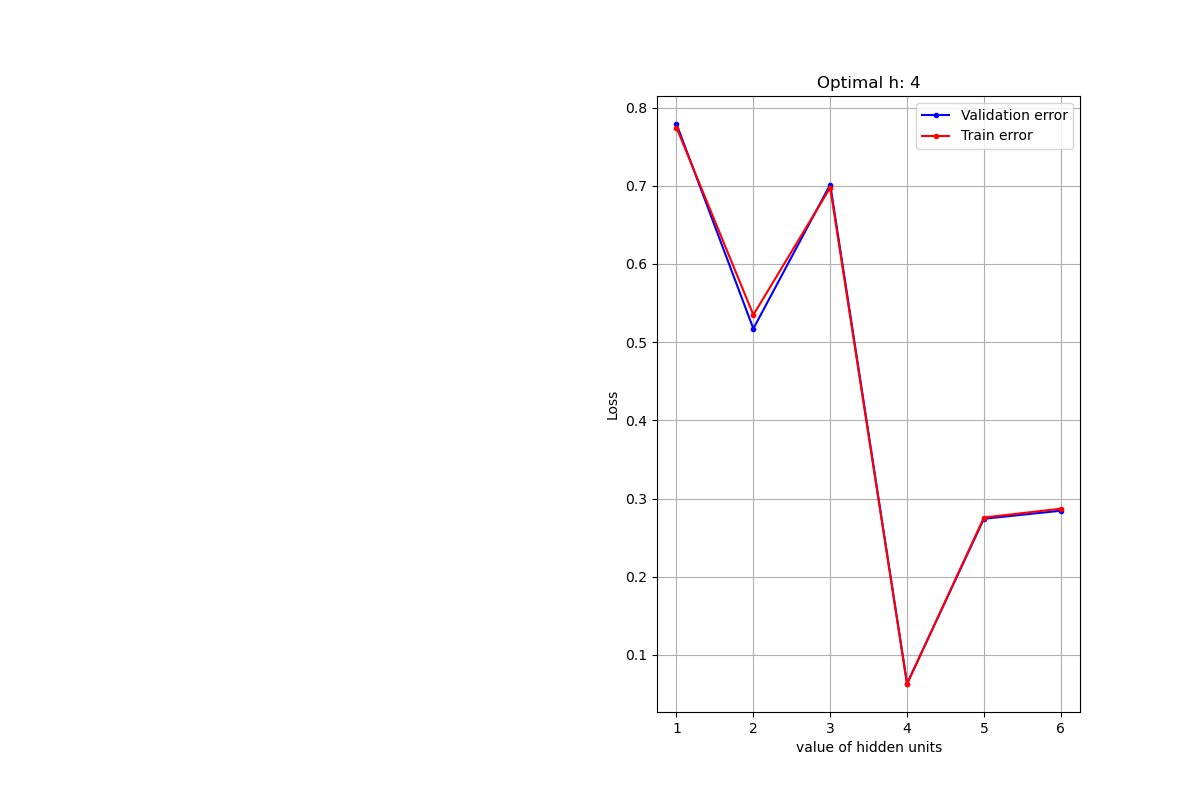 Optimal h: 4
Validation error
Train error
0.8
0.7
0.6
0.5
0.4
0.3
0.2
0.1
Loss
1 2 3 4 5 6
value of hidden units